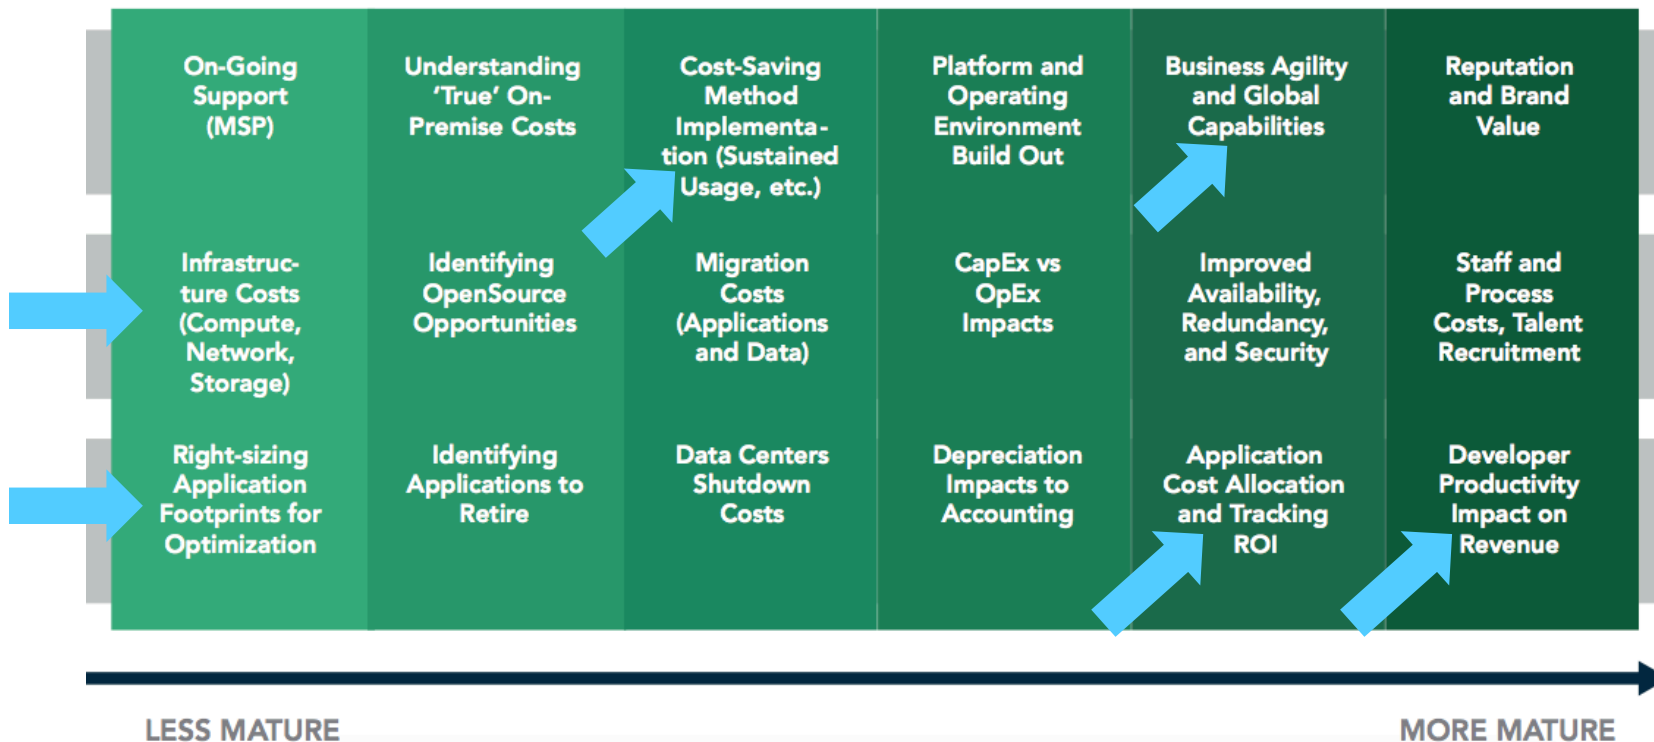 On-Going
Support
(MSP)
Understanding
‘True’ On-
Premise Costs
Cost-Saving
Method
Implementa-
tion (Sustained
Usage, etc.)
Platform and
Operating
Environment
Build Out
Business Agility
and Global
Capabilities
Reputation
and Brand
Value
Infrastruc-
ture Costs
(Compute,
Network,
Storage)
Identifying
OpenSource
Opportunities
Migration
Costs
(Applications
and Data)
CapEx vs
OpEx
Impacts
Improved
Availability,
Redundancy,
and Security
Staff and
Process
Costs, Talent
Recruitment
Right-sizing
Application
Footprints for
Optimization
Identifying
Applications to
Retire
Data Centers
Shutdown
Costs
Depreciation
Impacts to
Accounting
Application
Cost Allocation
and Tracking
ROI
Developer
Productivity
Impact on
Revenue
LESS MATURE
MORE MATURE